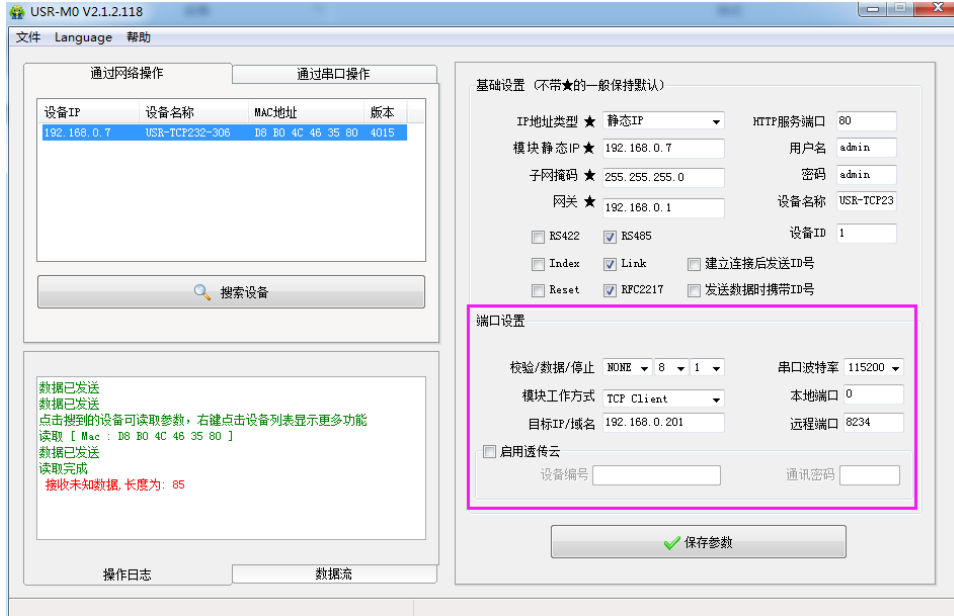 USR-M0 V2.1.2.118
文件 Language 帮助
通过网络操作 通过串口操作
设备IP 设备名称 MAC地址 版本
192.168.0.7 USR-TCP232-306 D8 B0 4C 46 35 80 4015
搜索设备
数据已发送
数据已发送
点击搜到的设备可读取参数，右键点击设备列表显示更多功能
读取 [ Mac : D8 B0 4C 46 35 80 ]
数据已发送
读取完成
接收未知数据,长度为: 85
操作日志 数据流
基础设置 (不带★的一般保持默认)
IP地址类型 ★ 静态IP HTTP服务端口 80
模块静态IP★ 192.168.0.7 用户名 admin
子网掩码 ★ 255.255.255.0 密码 admin
网关 ★ 192.168.0.1 设备名称 USR-TCP23
RS422 RS485 设备ID 1
Index Link 建立连接后发送ID号
Reset RFC2217 发送数据时携带ID号
端口设置
校验/数据/停止 NONE 8 1 串口波特率 115200
模块工作方式 TCP Client 本地端口 0
目标IP/域名 192.168.0.201 远程端口 8234
启用透传云
设备编号 通讯密码
保存参数